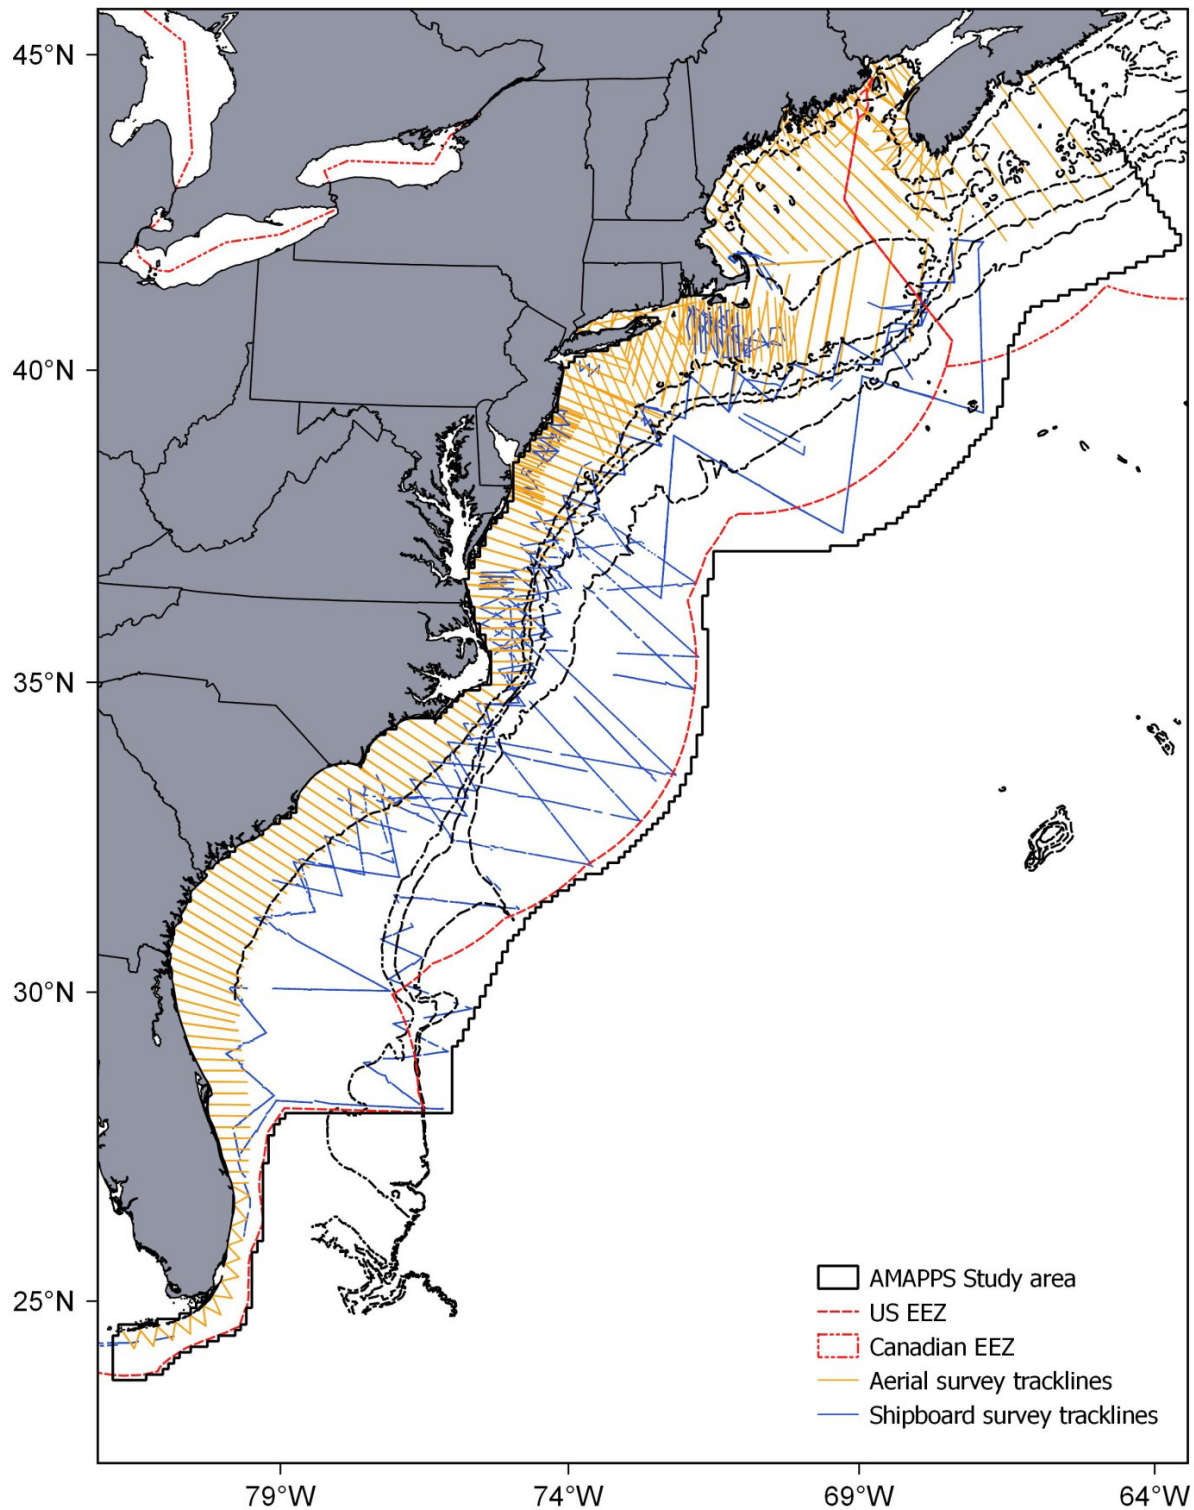 45°N
40°N
35°N
30°N
25°N
AMAPPS Study area
US EEZ
Canadian EEZ
Aerial survey tracklines
Shipboard survey tracklines
79°W
74°W
69°W
64°W